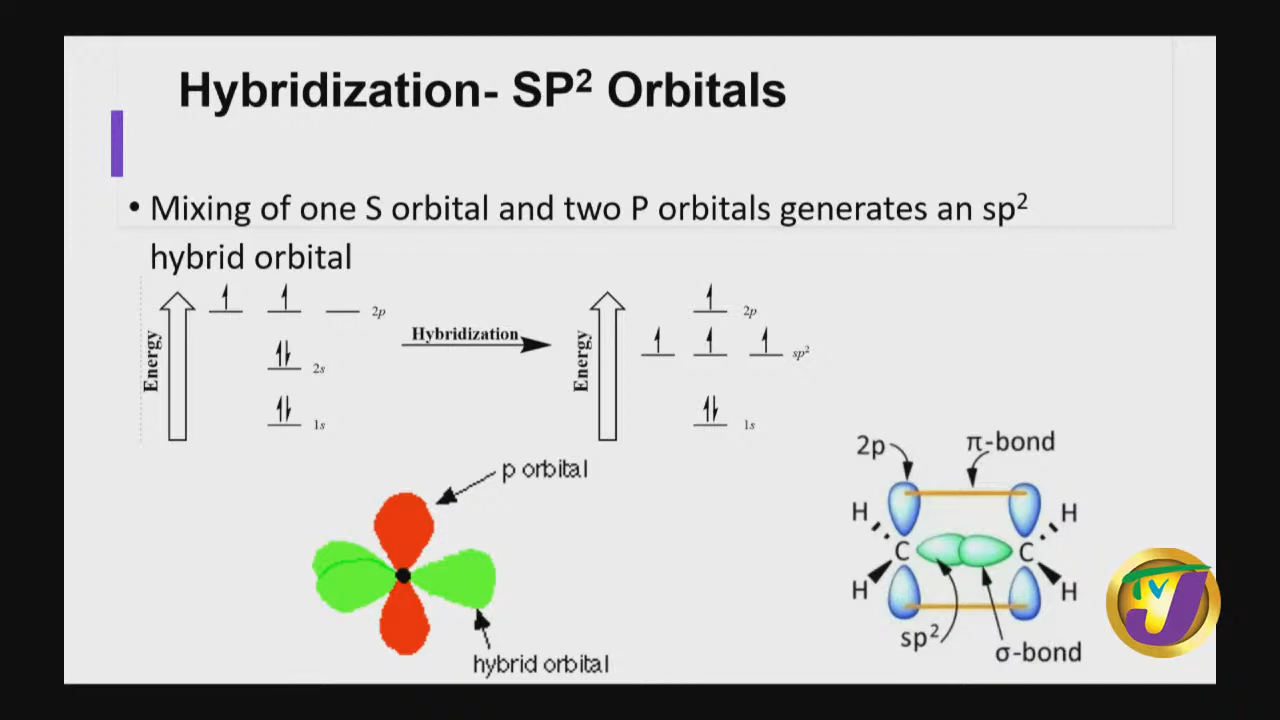 Hybridization- SP² Orbitals
• Mixing of one S orbital and two P orbitals generates an sp²
hybrid orbital
Energy
2p
2s
1s
Hybridization
Energy
2p
sp²
1s
p orbital
hybrid orbital
2p
π-bond
H
H
C
C
H
H
sp²
σ-bond
TVJ